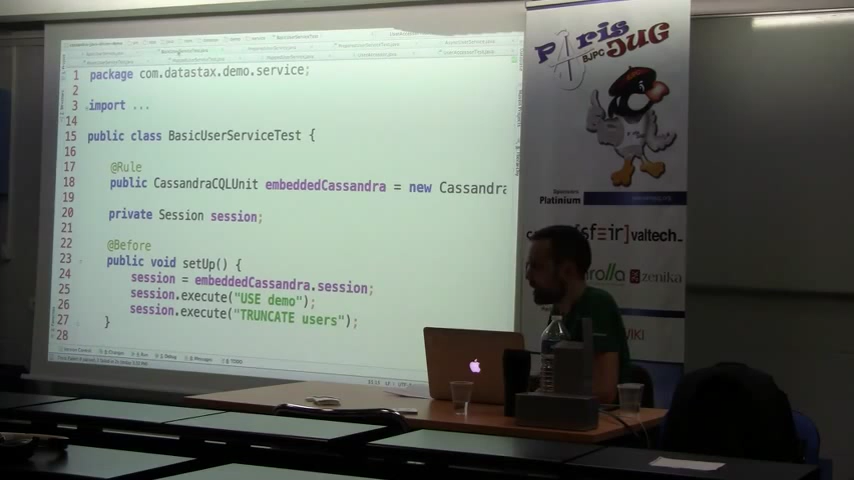 1 package com.datastax.demo.service;
2
3 import ...
14
15 public class BasicUserServiceTest {
16
17 @Rule
18 public CassandraCQLUnit embeddedCassandra = new Cassandra
19
20 private Session session;
21
22 @Before
23 public void setUp() {
24 session = embeddedCassandra.session;
25 session.execute("USE demo");
26 session.execute("TRUNCATE users");
27 }
28
Paris
JUG
BJPC
Sponsors
Platinium
[sfeir] valtech_
rolla zenika